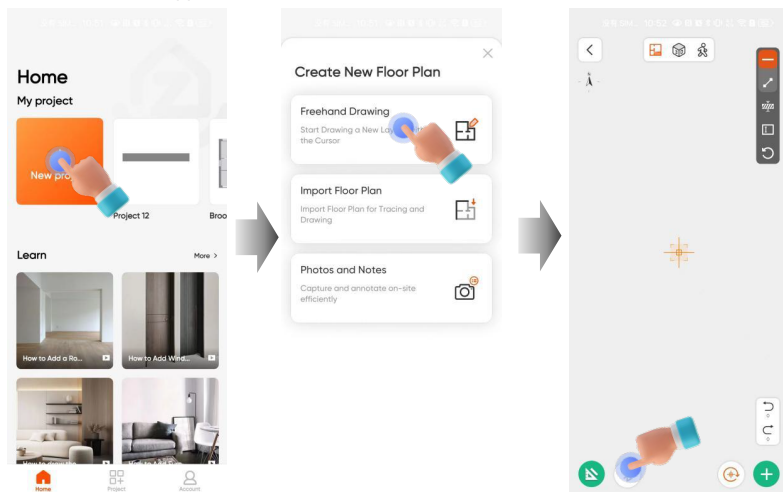 Home
My project
New pro
Project 12
Broo
Learn
More >
How to Add a Ro...
How to Add Wind...
Home
Project
Account
Create New Floor Plan
Freehand Drawing
Start Drawing a New
the Cursor
Import Floor Plan
Import Floor Plan for Tracing and
Drawing
Photos and Notes
Capture and annotate on-site
efficiently